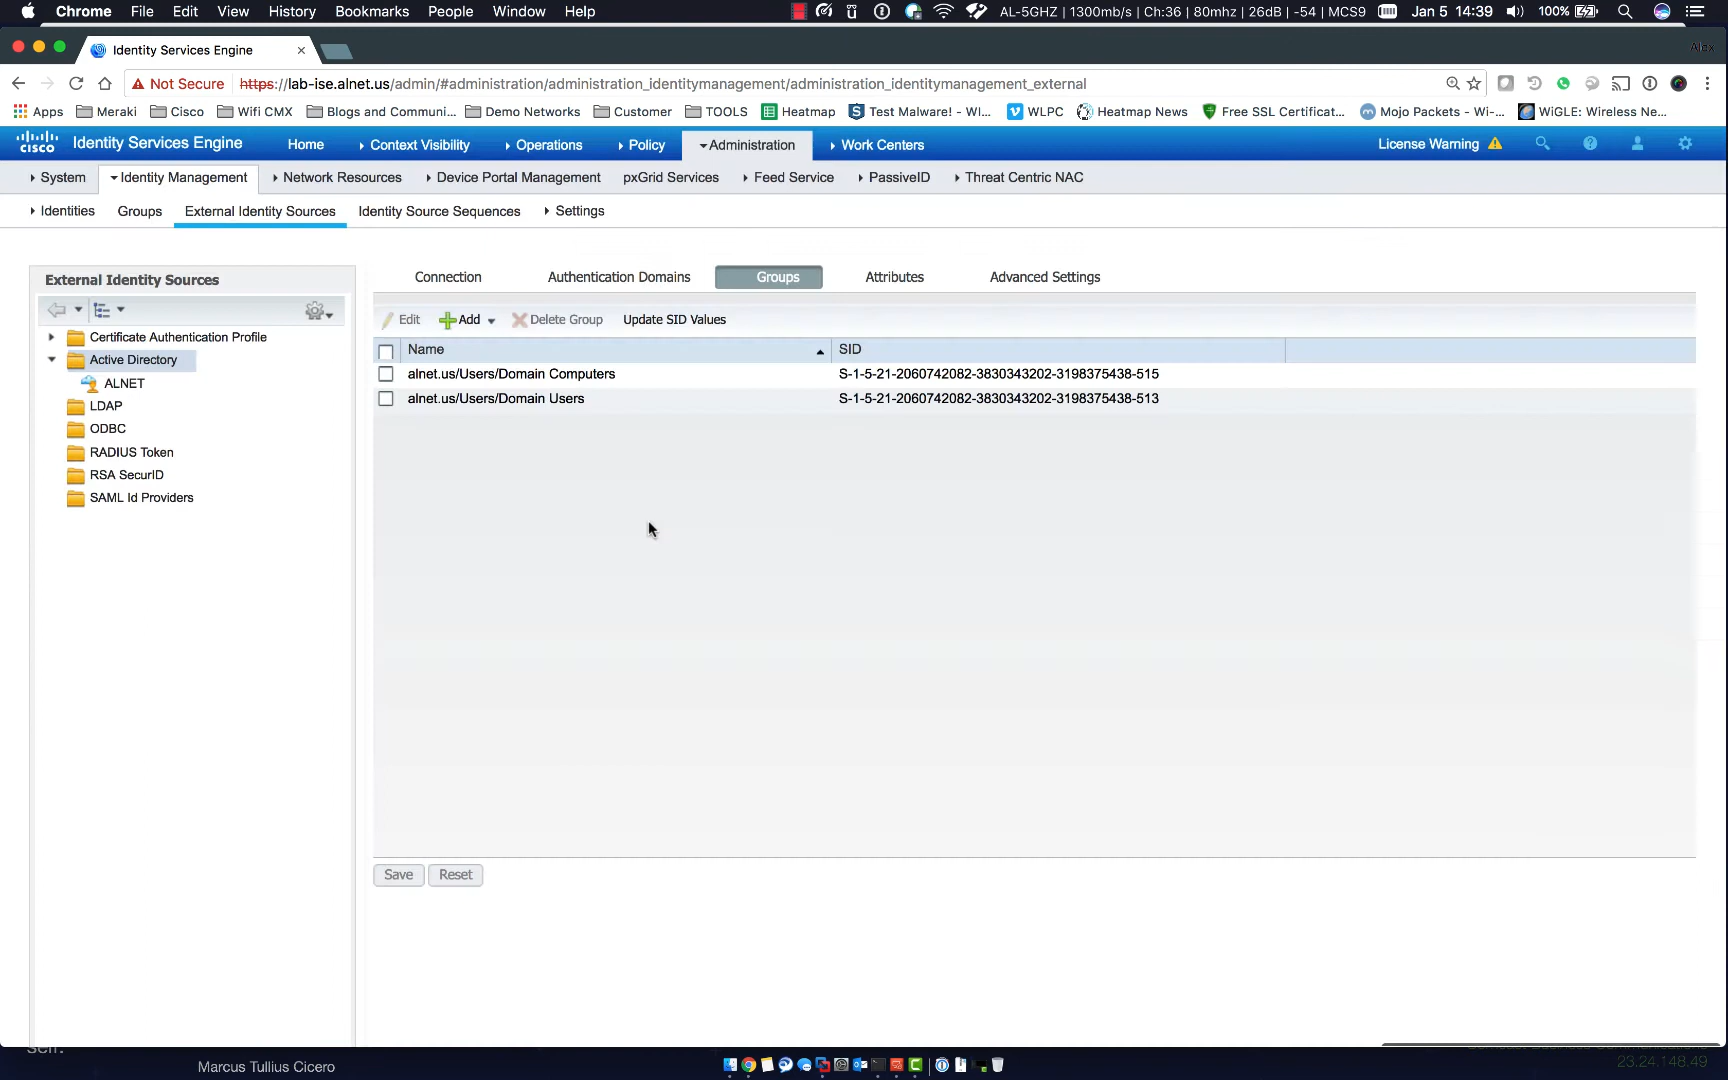 Chrome File Edit View History Bookmarks People Window Help AL-5GHZ | 1300mb/s | Ch:36 | 80mhz | 26dB | -54 | MCS9 Jan 5 14:39 100%
Identity Services Engine Alex
Not Secure https://lab-ise.alnet.us/admin/#administration/administration_identitymanagement/administration_identitymanagement_external
Apps Meraki Cisco Wifi CMX Blogs and Communi... Demo Networks Customer TOOLS Heatmap Test Malware! - WI... WLPC Heatmap News Free SSL Certificat... Mojo Packets - Wi-... WiGLE: Wireless Ne...
cisco Identity Services Engine Home Context Visibility Operations Policy Administration Work Centers License Warning
System Identity Management Network Resources Device Portal Management pxGrid Services Feed Service PassiveID Threat Centric NAC
Identities Groups External Identity Sources Identity Source Sequences Settings
External Identity Sources
Certificate Authentication Profile
Active Directory
ALNET
LDAP
ODBC
RADIUS Token
RSA SecurID
SAML Id Providers
Connection Authentication Domains Groups Attributes Advanced Settings
Edit Add Delete Group Update SID Values
Name SID
alnet.us/Users/Domain Computers S-1-5-21-2060742082-3830343202-3198375438-515
alnet.us/Users/Domain Users S-1-5-21-2060742082-3830343202-3198375438-513
Save Reset
self.
Marcus Tullius Cicero
23.24.148.49